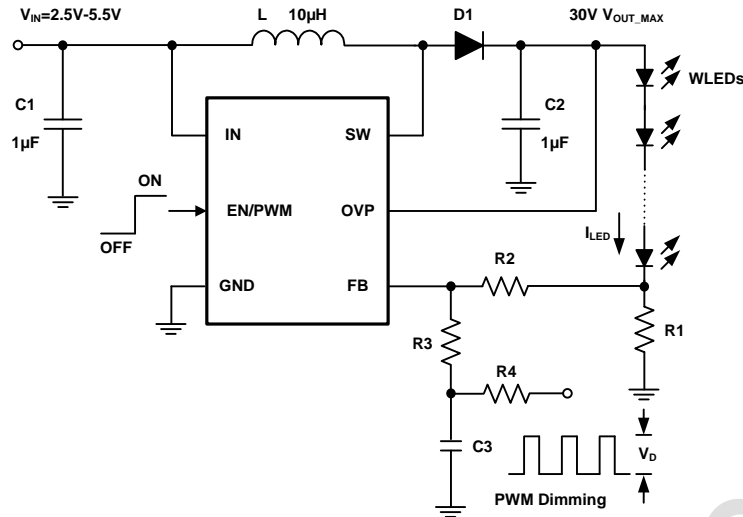 VIN=2.5V-5.5V
L 10µH
D1
30V VOUT_MAX
WLEDs
C1
1µF
C2
1µF
IN
SW
ON
OFF
EN/PWM
OVP
ILED
GND
FB
R2
R1
R3
R4
C3
VD
PWM Dimming